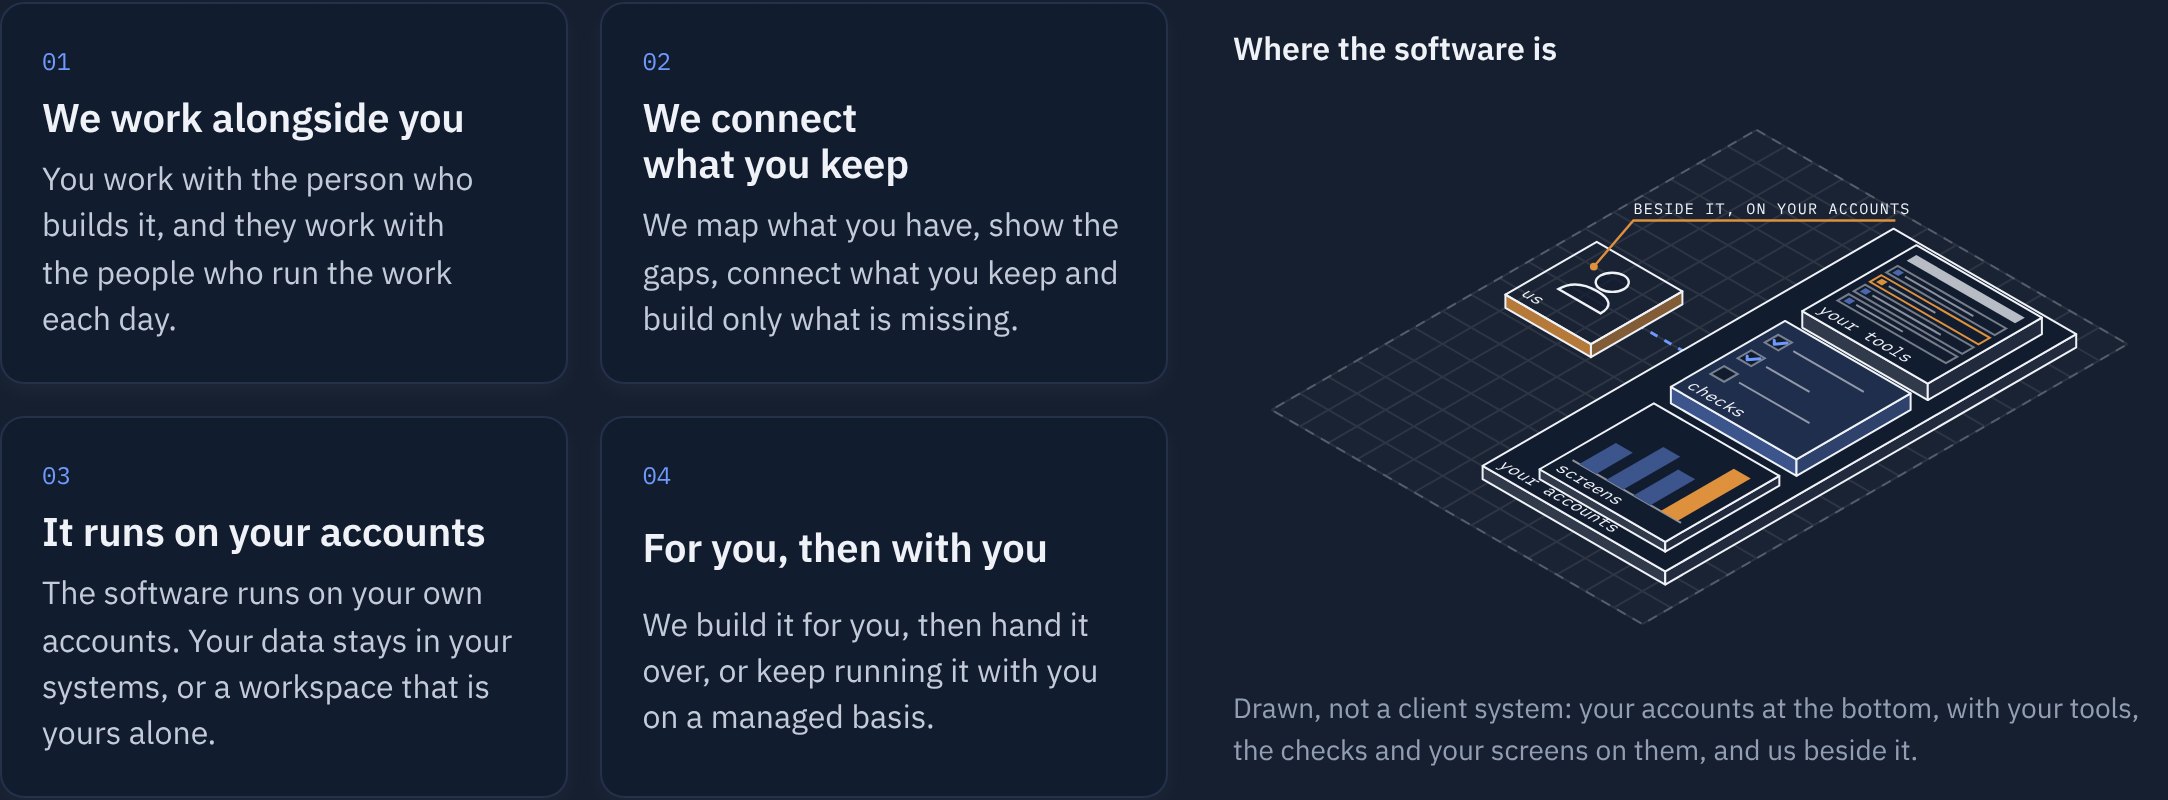 01
We work alongside you
You work with the person who
builds it, and they work with
the people who run the work
each day.
02
We connect
what you keep
We map what you have, show the
gaps, connect what you keep and
build only what is missing.
03
It runs on your accounts
The software runs on your own
accounts. Your data stays in your
systems, or a workspace that is
yours alone.
04
For you, then with you
We build it for you, then hand it
over, or keep running it with you
on a managed basis.
Where the software is
BESIDE IT, ON YOUR ACCOUNTS
us
your tools
checks
screens
your accounts
Drawn, not a client system: your accounts at the bottom, with your tools,
the checks and your screens on them, and us beside it.